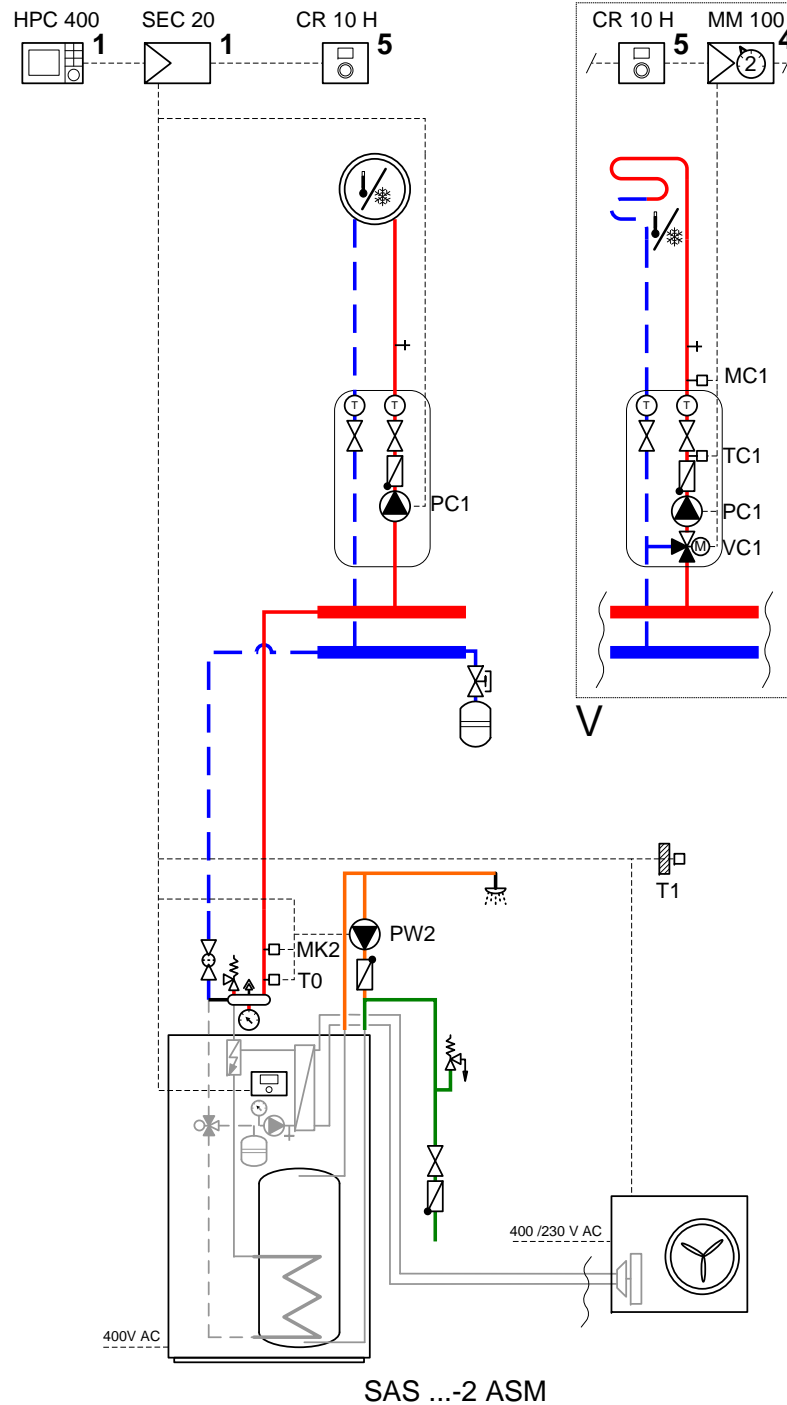 HPC 400 SEC 20 CR 10 H CR 10 H MM 100
1 1 5 5 4
2
MC1
T T T T
TC1
PC1 PC1
M VC1
V
T1
PW2
MK2
T0
400 /230 V AC
400V AC
SAS ...-2 ASM